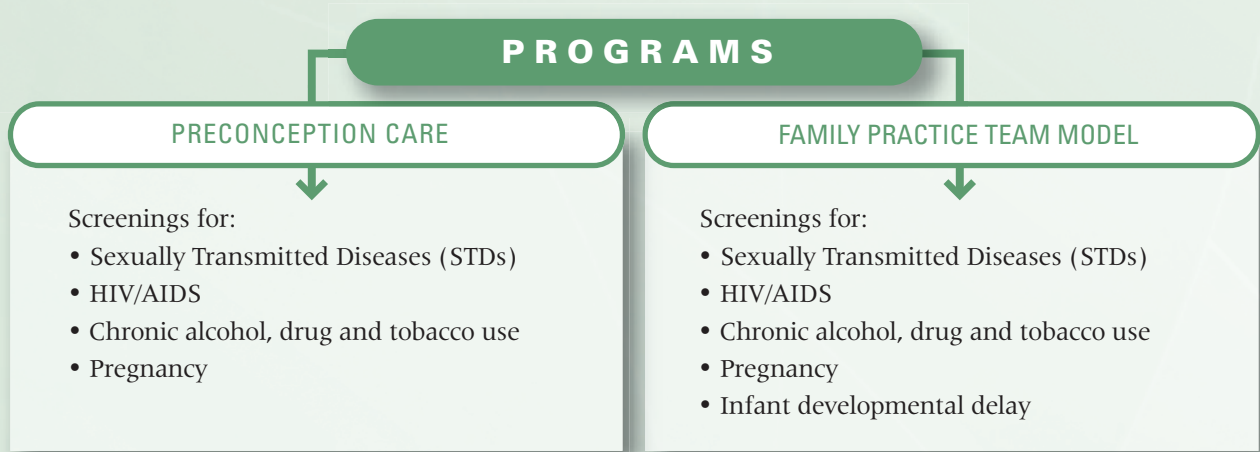 PROGRAMS
PRECONCEPTION CARE
Screenings for:
• Sexually Transmitted Diseases (STDs)
• HIV/AIDS
• Chronic alcohol, drug and tobacco use
• Pregnancy
FAMILY PRACTICE TEAM MODEL
Screenings for:
• Sexually Transmitted Diseases (STDs)
• HIV/AIDS
• Chronic alcohol, drug and tobacco use
• Pregnancy
• Infant developmental delay